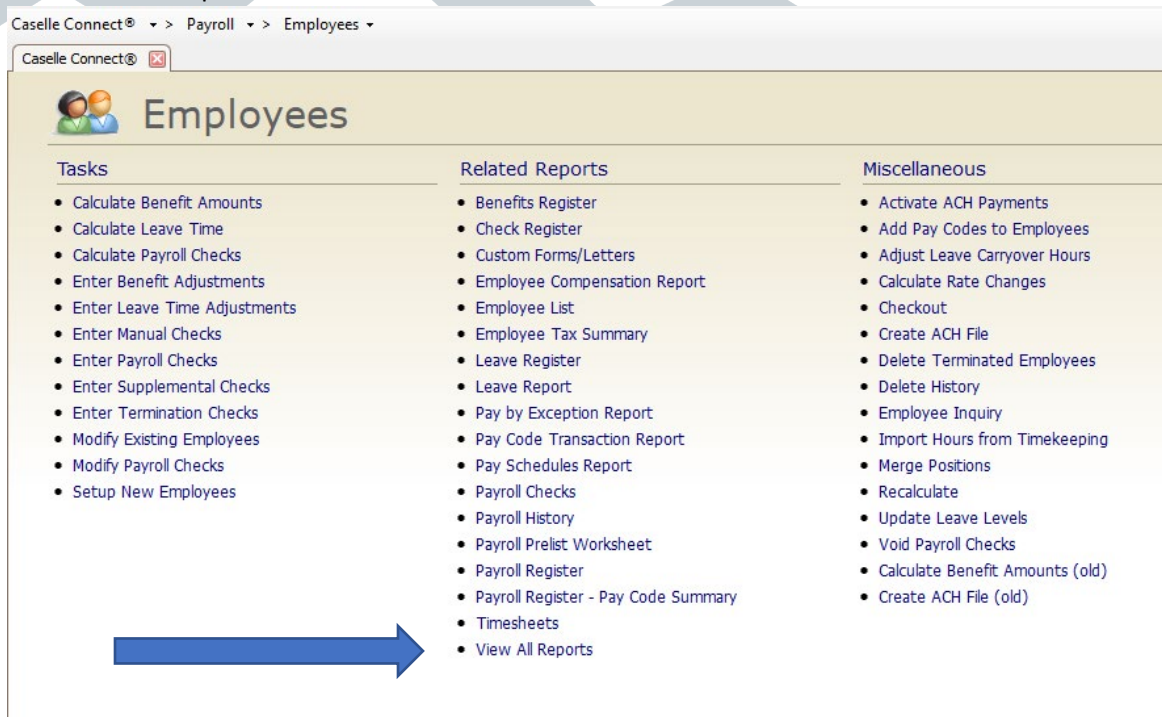 Caselle Connect® > Payroll > Employees
Caselle Connect®
Employees
Tasks
Calculate Benefit Amounts
Calculate Leave Time
Calculate Payroll Checks
Enter Benefit Adjustments
Enter Leave Time Adjustments
Enter Manual Checks
Enter Payroll Checks
Enter Supplemental Checks
Enter Termination Checks
Modify Existing Employees
Modify Payroll Checks
Setup New Employees
Related Reports
Benefits Register
Check Register
Custom Forms/Letters
Employee Compensation Report
Employee List
Employee Tax Summary
Leave Register
Leave Report
Pay by Exception Report
Pay Code Transaction Report
Pay Schedules Report
Payroll Checks
Payroll History
Payroll Prelist Worksheet
Payroll Register
Payroll Register - Pay Code Summary
Timesheets
View All Reports
Miscellaneous
Activate ACH Payments
Add Pay Codes to Employees
Adjust Leave Carryover Hours
Calculate Rate Changes
Checkout
Create ACH File
Delete Terminated Employees
Delete History
Employee Inquiry
Import Hours from Timekeeping
Merge Positions
Recalculate
Update Leave Levels
Void Payroll Checks
Calculate Benefit Amounts (old)
Create ACH File (old)